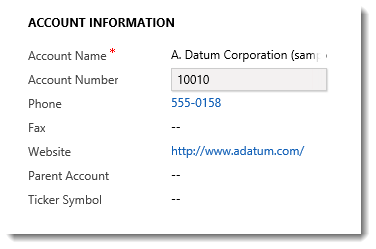 ACCOUNT INFORMATION
Account Name * A. Datum Corporation (sam
Account Number 10010
Phone 555-0158
Fax --
Website http://www.adatum.com/
Parent Account --
Ticker Symbol --